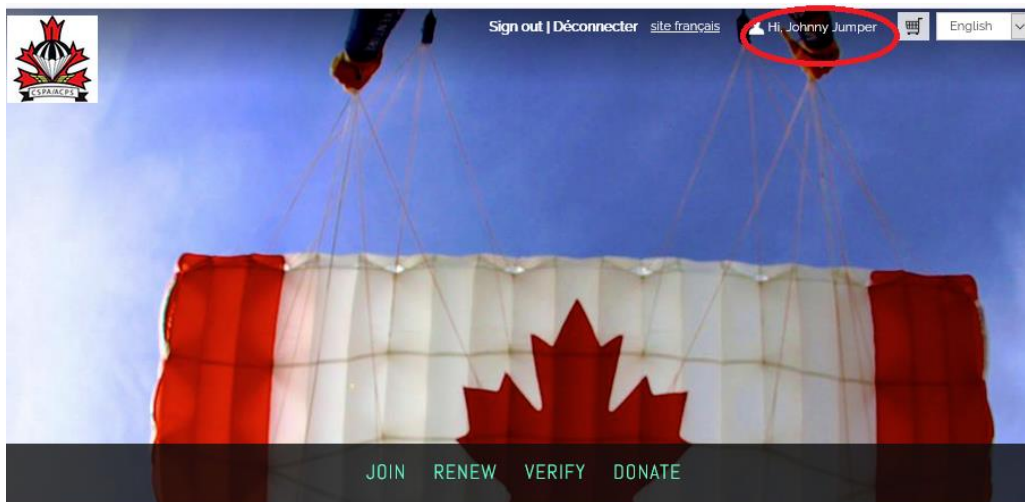 Sign out | Déconnecter site français Hi, Johnny Jumper English
CSPA/ACPS
JOIN RENEW VERIFY DONATE